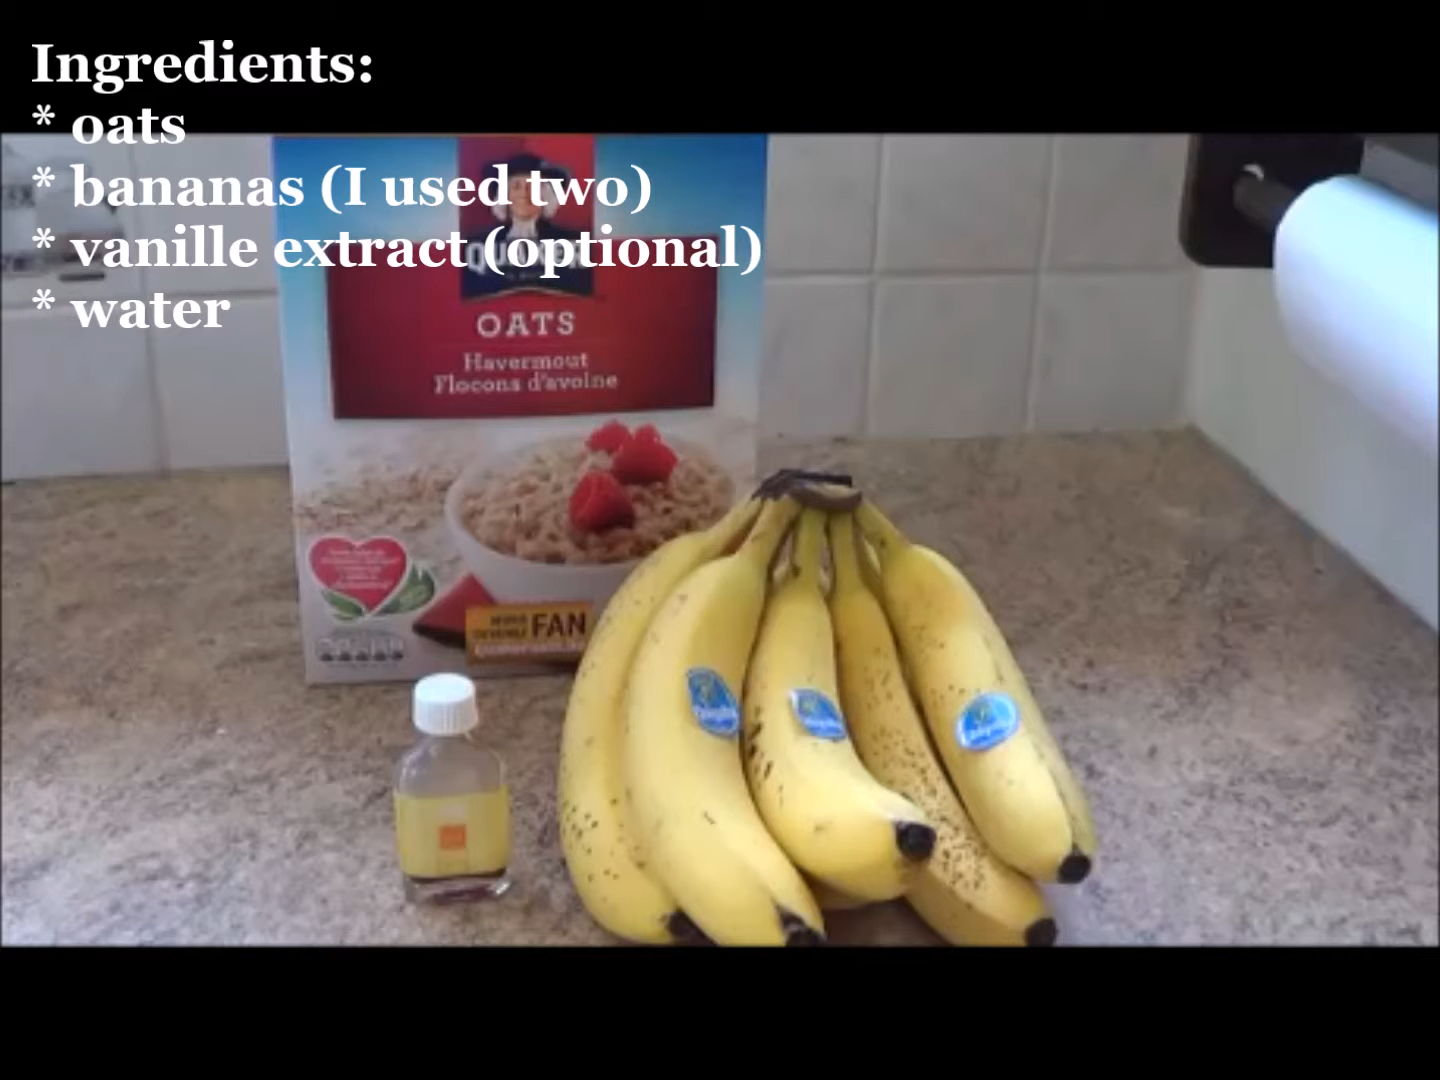 Ingredients:
* oats
* bananas (I used two)
* vanille extract (optional)
* water
OATS
Havermout
Flocons d'avoine
FAN